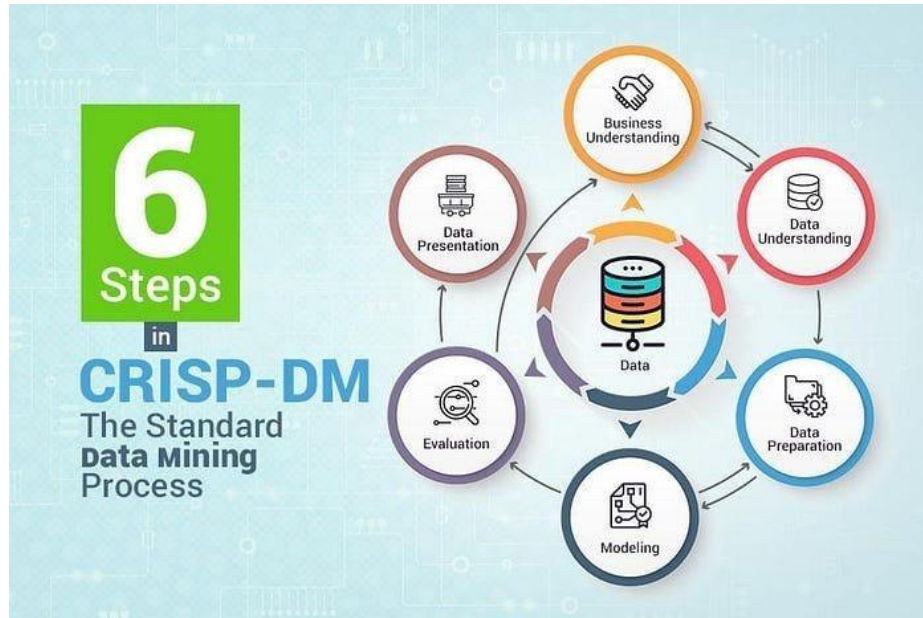 6
Steps
in
CRISP-DM
The Standard
Data Mining
Process
Business
Understanding
Data
Understanding
Data
Preparation
Modeling
Evaluation
Data
Presentation
Data